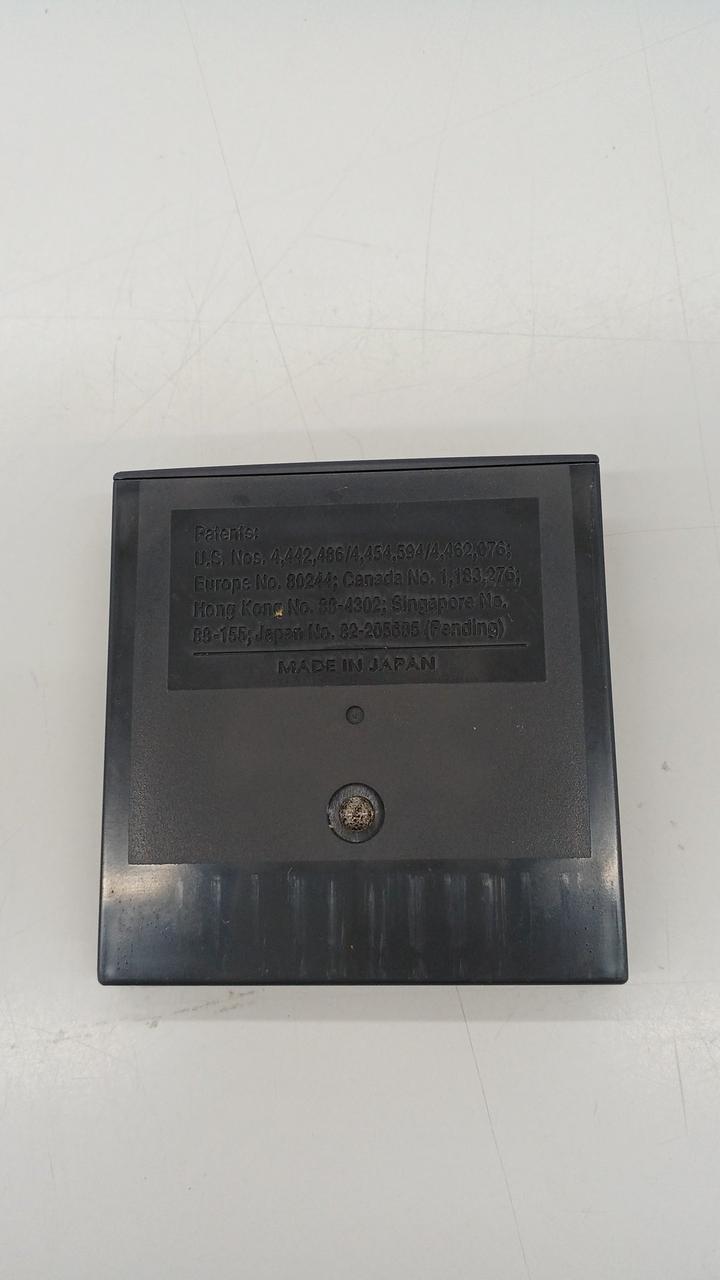 Patents:
U.S. Nos. 4,442,486/4,454,594/4,462,076;
Europe No. 80244; Canada No. 1,183,276;
Hong Kong No. 88-4302; Singapore No.
88-155; Japan No. 82-205605 (Pending)
MADE IN JAPAN